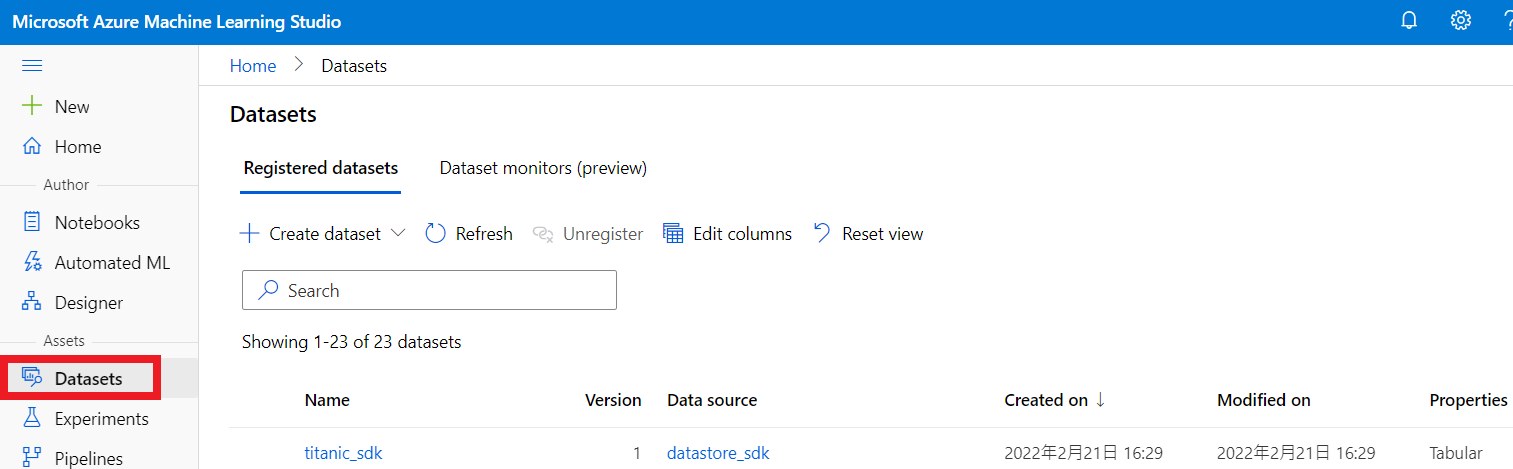 Microsoft Azure Machine Learning Studio
New
Home
Author
Notebooks
Automated ML
Designer
Assets
Datasets
Experiments
Pipelines
Home > Datasets
Datasets
Registered datasets Dataset monitors (preview)
Create dataset Refresh Unregister Edit columns Reset view
Search
Showing 1-23 of 23 datasets
Name Version Data source Created on ↓ Modified on Properties
titanic_sdk 1 datastore_sdk 2022年2月21日 16:29 2022年2月21日 16:29 Tabular